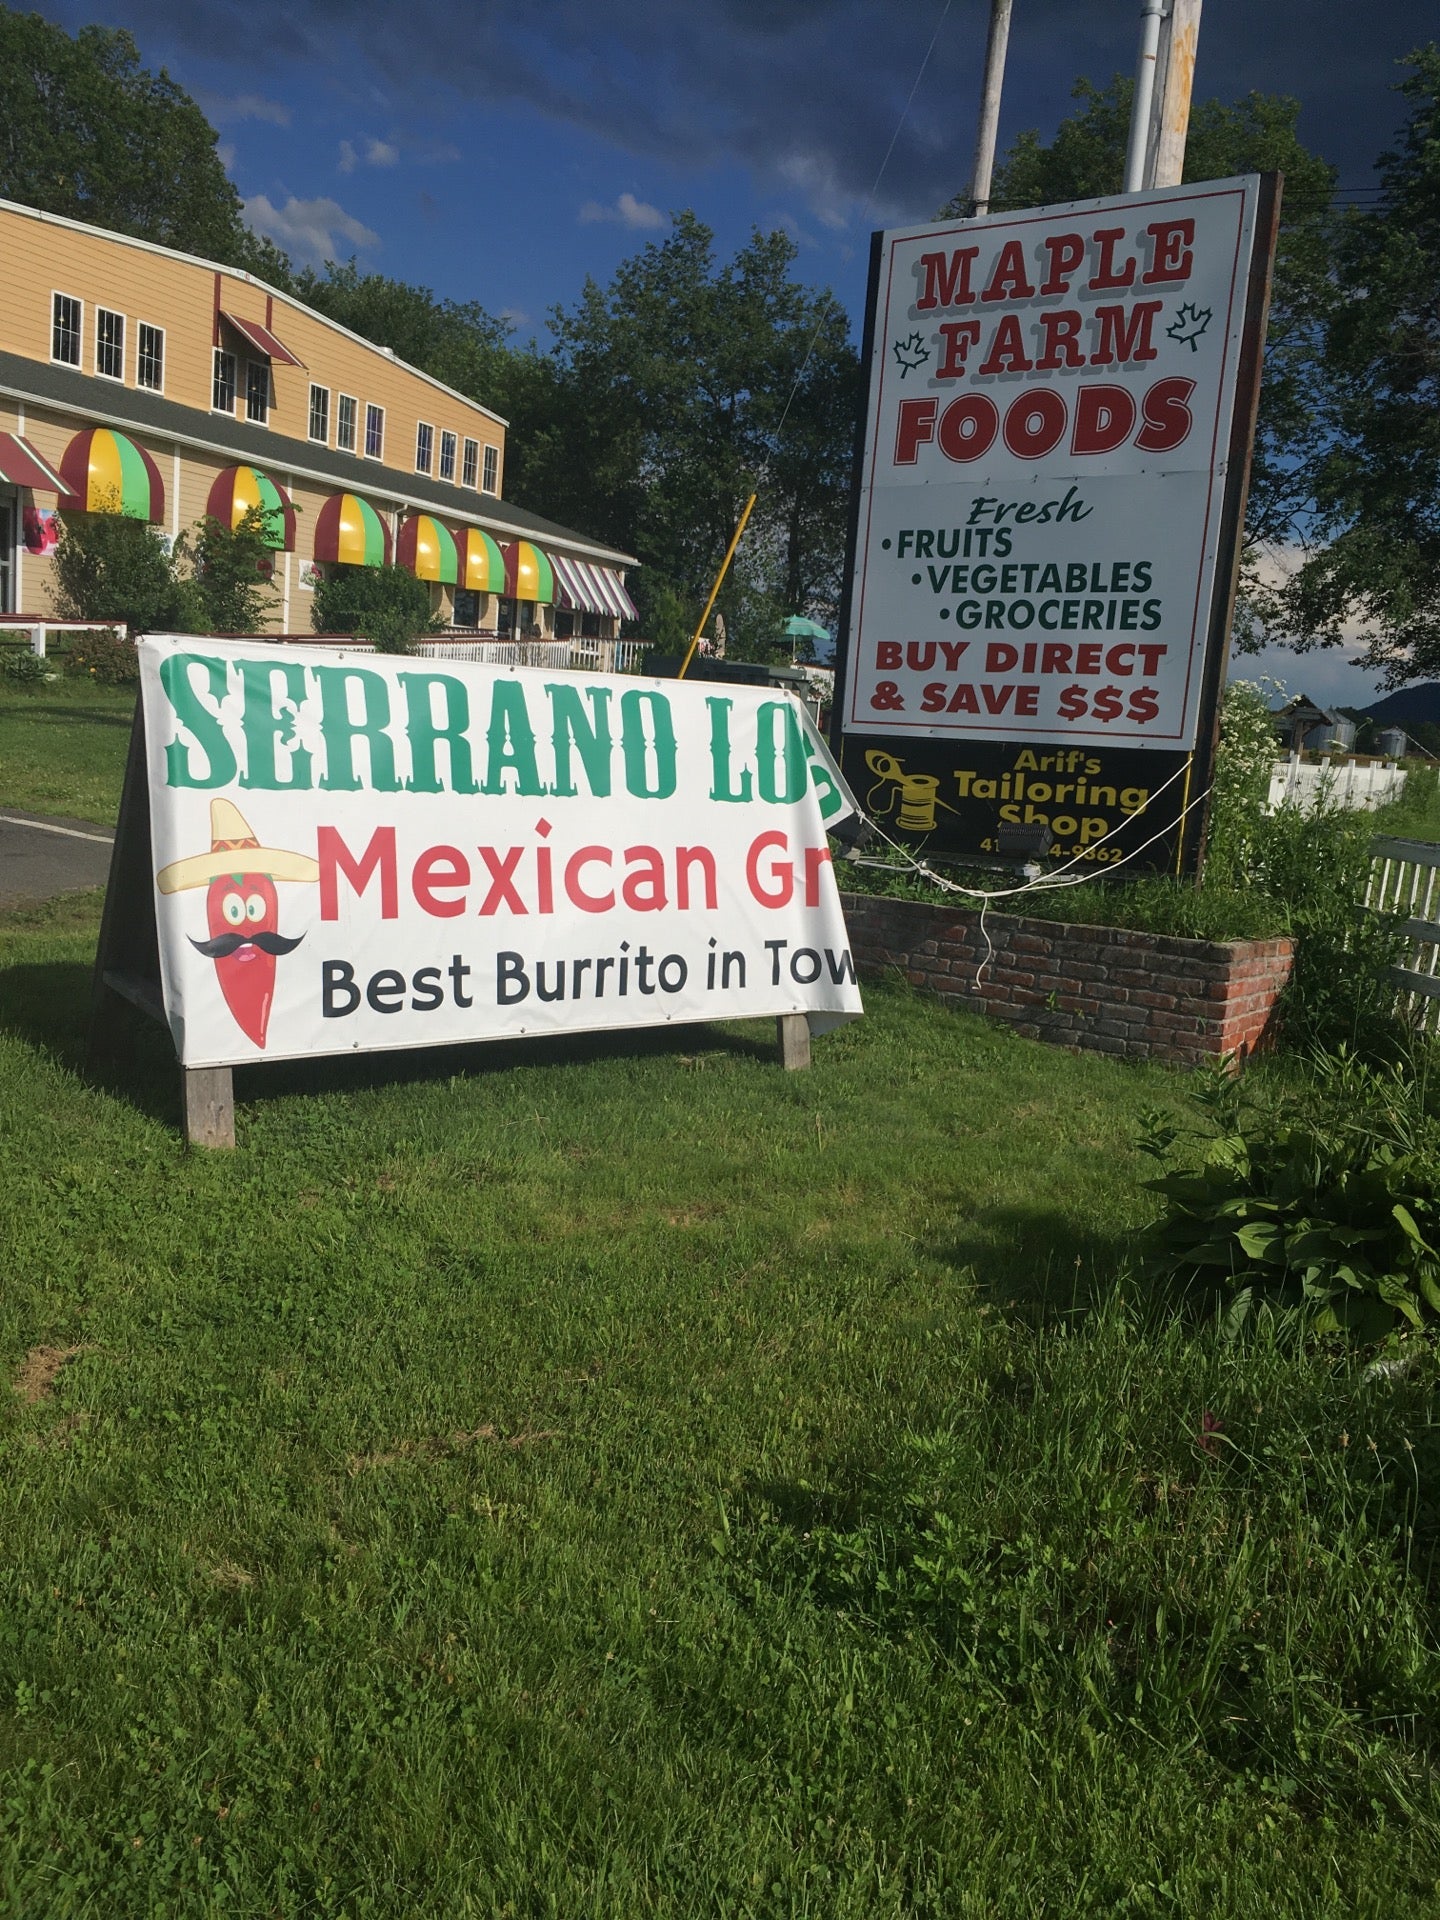 MAPLE
FARM
FOODS
Fresh
•FRUITS
•VEGETABLES
•GROCERIES
BUY DIRECT
& SAVE $$$
Arif's
Tailoring
Shop
SERRANO LO
Mexican Gr
Best Burrito in Tow